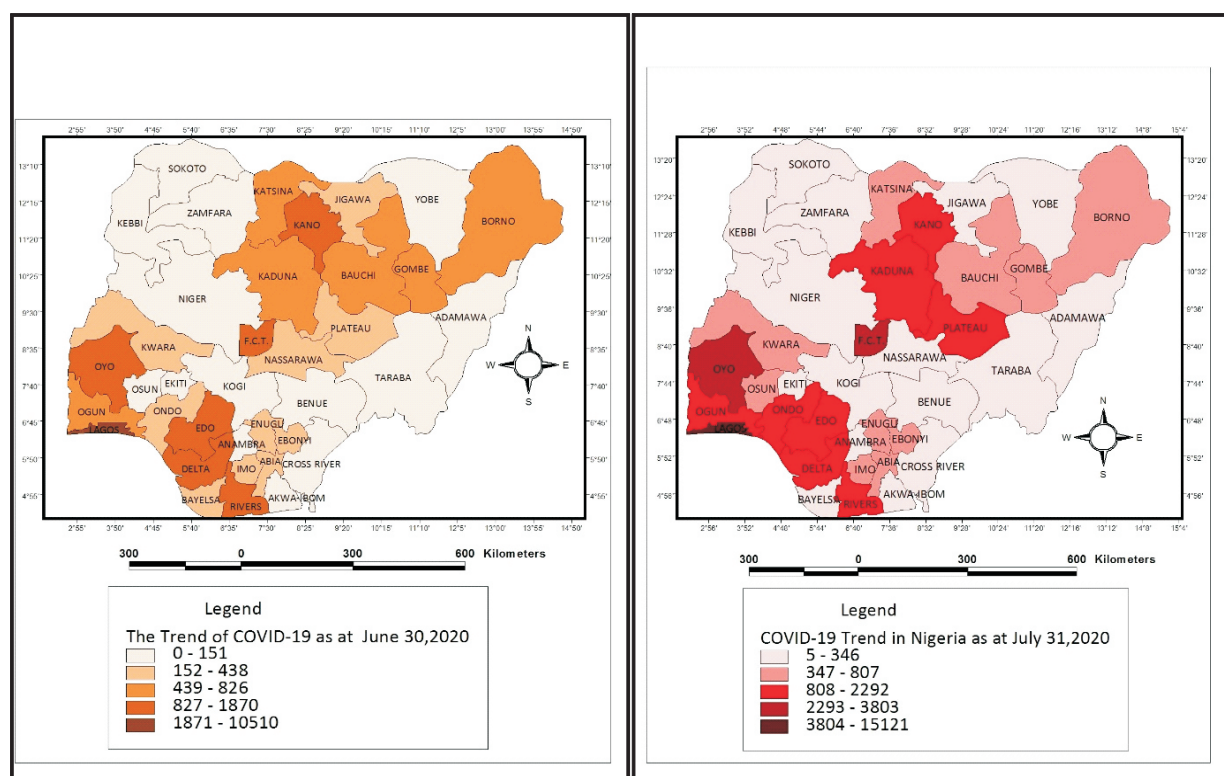 2°55' 3°50' 4°45' 5°40' 6°35' 7°30' 8°25' 9°20' 10°15' 11°10' 12°5' 13°0' 13°55' 14°50'
13°10'
12°15'
11°20'
10°25'
9°30'
8°35'
7°40'
6°45'
5°50'
4°55'
SOKOTO
KATSINA
JIGAWA
YOBE
ZAMFARA
BORNO
KEBBI
KANO
KADUNA
BAUCHI
GOMBE
NIGER
ADAMAWA
PLATEAU
F.C.T.
KWARA
NASSARAWA
OYO
TARABA
OSUN
EKITI
KOGI
BENUE
OGUN
ONDO
LAGOS
EDO
ENUGU
EBONYI
ANAMBRA
ABIA
CROSS RIVER
DELTA
IMO
BAYELSA
RIVERS
AKWA-IBOM
N
W E
S
2°55' 3°50' 4°45' 5°40' 6°35' 7°30' 8°25' 9°20' 10°15' 11°10' 12°5' 13°0' 13°55' 14°50'
300 0 300 600 Kilometers
Legend
The Trend of COVID-19 as at June 30,2020
0 - 151
152 - 438
439 - 826
827 - 1870
1871 - 10510
2°56' 3°52' 4°48' 5°44' 6°40' 7°36' 8°32' 9°28' 10°24' 11°20' 12°16' 13°12' 14°8' 15°4'
13°20'
12°24'
11°28'
10°32'
9°36'
8°40'
7°44'
6°48'
5°52'
4°56'
SOKOTO
KATSINA
JIGAWA
YOBE
ZAMFARA
BORNO
KANO
KEBBI
KADUNA
BAUCHI
GOMBE
NIGER
ADAMAWA
PLATEAU
F.C.T.
KWARA
NASSARAWA
OYO
TARABA
OSUN
EKITI
KOGI
BENUE
OGUN
ONDO
LAGOS
EDO
ENUGU
EBONYI
ANAMBRA
ABIA
CROSS RIVER
DELTA
IMO
BAYELSA
RIVERS
AKWA-IBOM
N
W E
S
2°56' 3°52' 4°48' 5°44' 6°40' 7°36' 8°32' 9°28' 10°24' 11°20' 12°16' 13°12' 14°8' 15°4'
300 0 300 600 Kilometers
Legend
COVID-19 Trend in Nigeria as at July 31,2020
5 - 346
347 - 807
808 - 2292
2293 - 3803
3804 - 15121